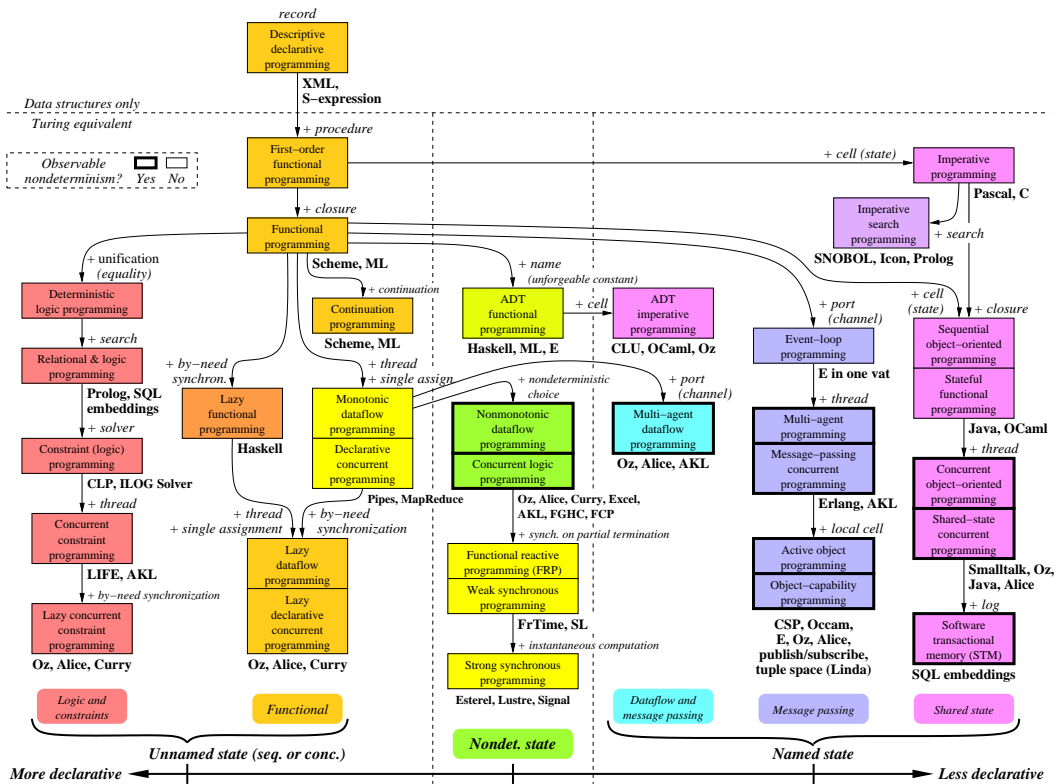 record
Descriptive
declarative
programming
XML,
S−expression
Data structures only
Turing equivalent
+ procedure
Observable
nondeterminism?
Yes
No
First−order
functional
programming
+ cell (state)
Imperative
programming
Pascal, C
+ closure
Imperative
search
programming
+ search
SNOBOL, Icon, Prolog
Functional
programming
Scheme, ML
+ unification
(equality)
+ continuation
+ name
(unforgeable constant)
+ port
(channel)
+ cell
(state)
+ closure
Deterministic
logic programming
Continuation
programming
Scheme, ML
ADT
functional
programming
Haskell, ML, E
+ cell
ADT
imperative
programming
CLU, OCaml, Oz
Event−loop
programming
E in one vat
Sequential
object−oriented
programming
Stateful
functional
programming
Java, OCaml
+ search
Relational & logic
programming
Prolog, SQL
embeddings
+ by−need
synchron.
+ thread
+ single assign.
+ nondeterministic
choice
+ port
(channel)
+ thread
Lazy
functional
programming
Haskell
Monotonic
dataflow
programming
Declarative
concurrent
programming
Pipes, MapReduce
Nonmonotonic
dataflow
programming
Concurrent logic
programming
Oz, Alice, Curry, Excel,
AKL, FGHC, FCP
Multi−agent
dataflow
programming
Oz, Alice, AKL
Multi−agent
programming
Message−passing
concurrent
programming
Erlang, AKL
+ solver
Constraint (logic)
programming
CLP, ILOG Solver
+ thread
Concurrent
object−oriented
programming
Shared−state
concurrent
programming
Smalltalk, Oz,
Java, Alice
+ thread
Concurrent
constraint
programming
LIFE, AKL
+ thread
+ single assignment
+ by−need
synchronization
+ synch. on partial termination
+ local cell
Lazy
dataflow
programming
Lazy
declarative
concurrent
programming
Oz, Alice, Curry
Functional reactive
programming (FRP)
Weak synchronous
programming
FrTime, SL
Active object
programming
Object−capability
programming
CSP, Occam,
E, Oz, Alice,
publish/subscribe,
tuple space (Linda)
+ by−need synchronization
Lazy concurrent
constraint
programming
Oz, Alice, Curry
+ instantaneous computation
Strong synchronous
programming
Esterel, Lustre, Signal
+ log
Software
transactional
memory (STM)
SQL embeddings
Logic and
constraints
Functional
Dataflow and
message passing
Message passing
Shared state
Unnamed state (seq. or conc.)
Nondet. state
Named state
More declarative
Less declarative